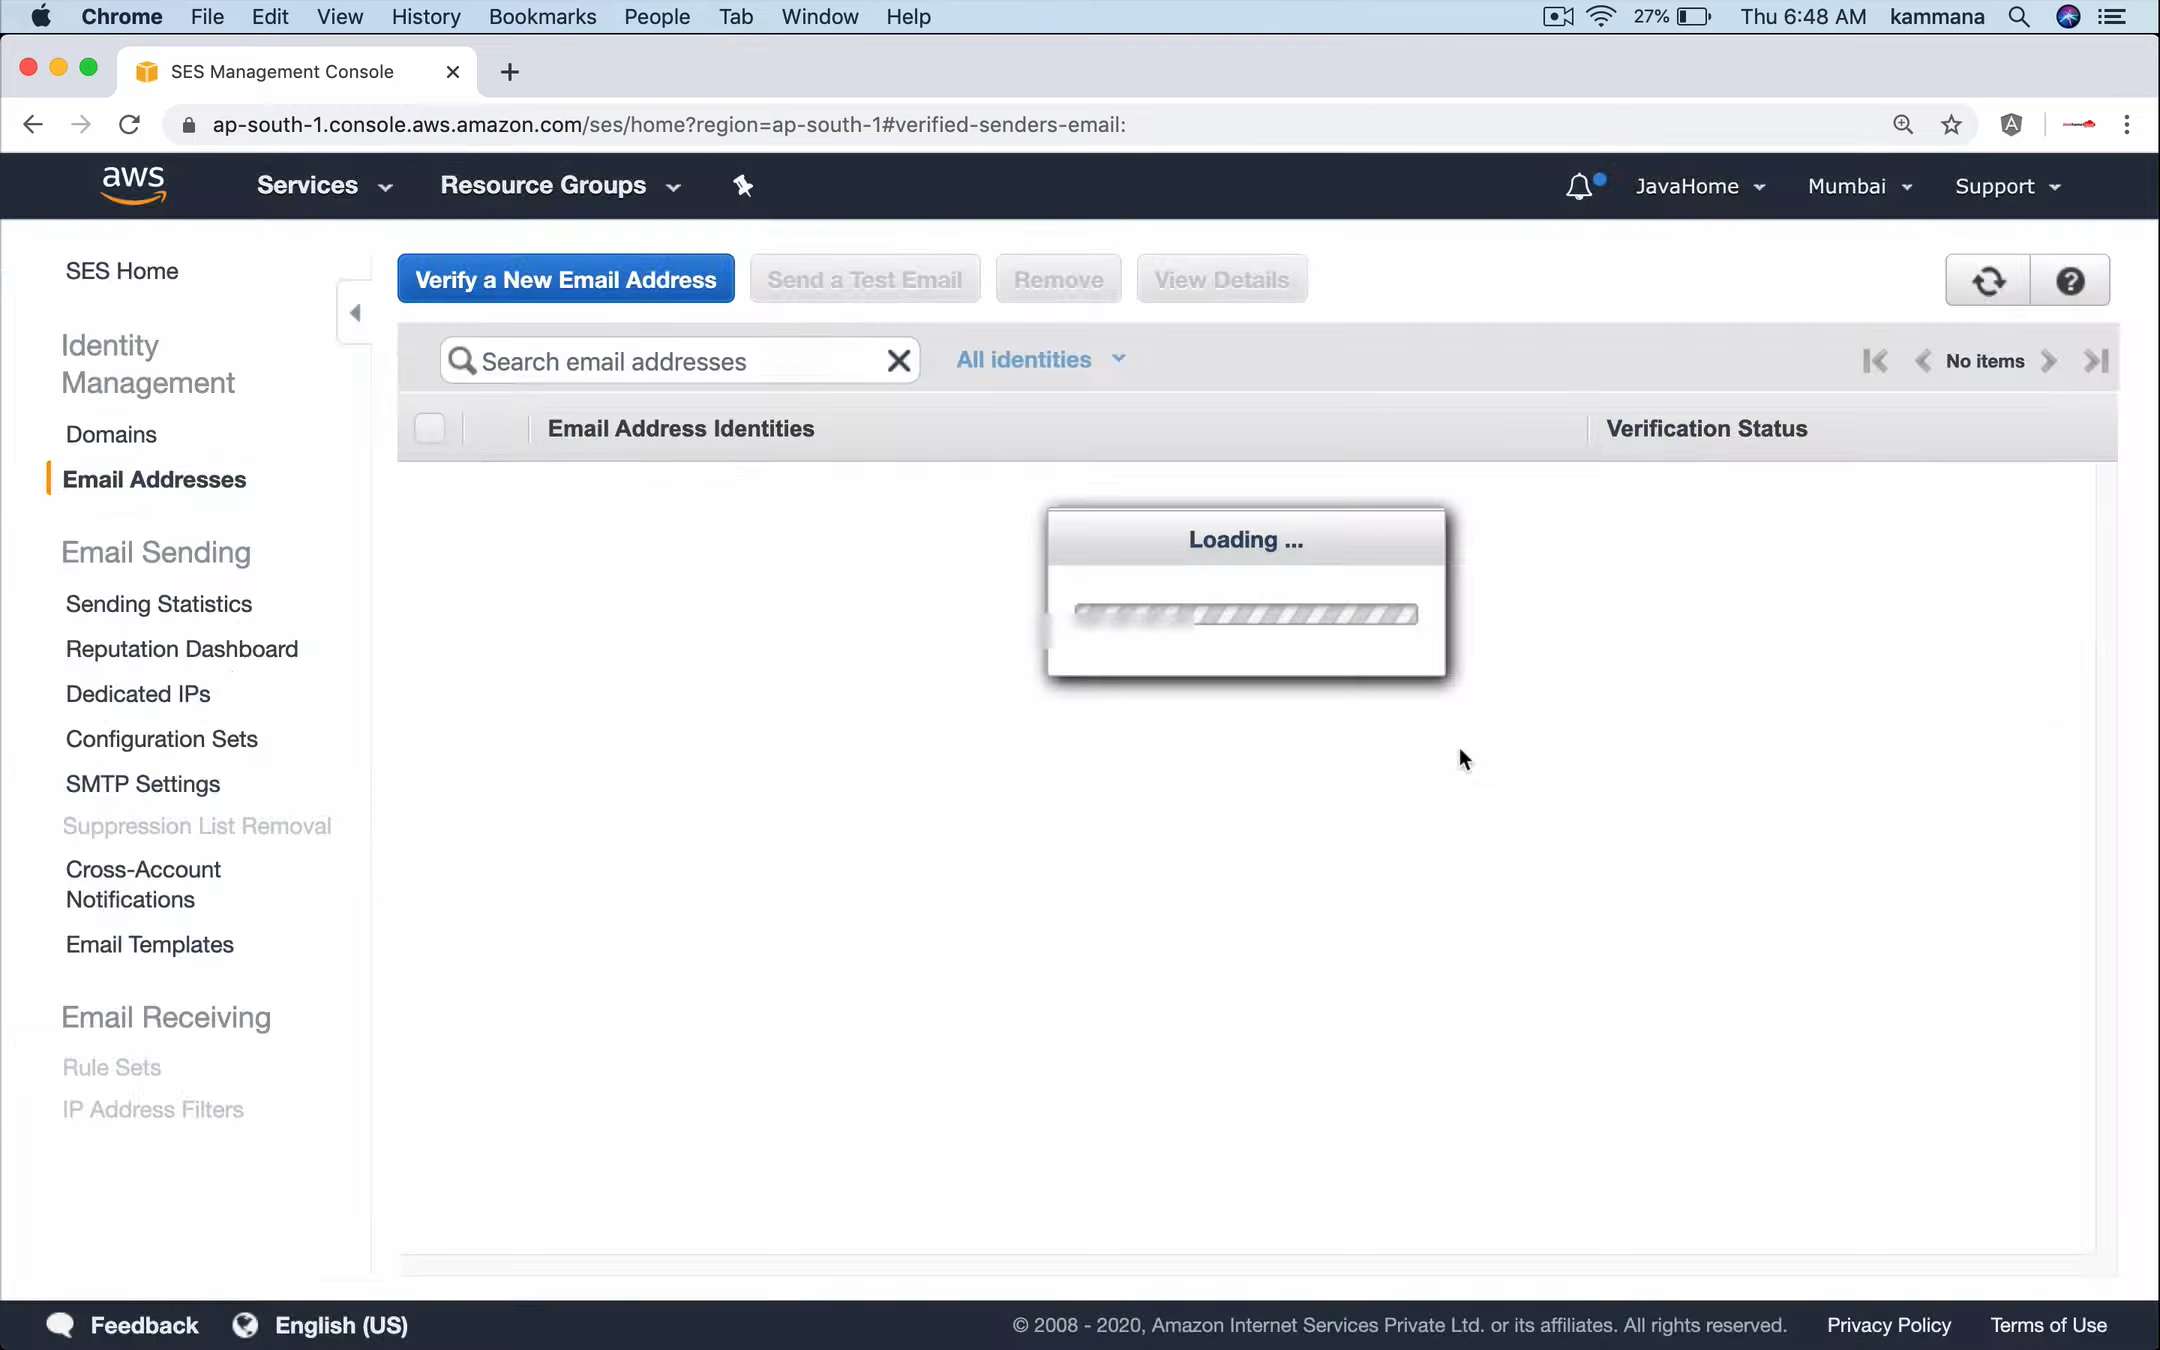 Chrome File Edit View History Bookmarks People Tab Window Help 27% Thu 6:48 AM kammana
SES Management Console
ap-south-1.console.aws.amazon.com/ses/home?region=ap-south-1#verified-senders-email:
aws Services Resource Groups JavaHome Mumbai Support
SES Home
Identity
Management
Domains
Email Addresses
Email Sending
Sending Statistics
Reputation Dashboard
Dedicated IPs
Configuration Sets
SMTP Settings
Suppression List Removal
Cross-Account
Notifications
Email Templates
Email Receiving
Rule Sets
IP Address Filters
Verify a New Email Address Send a Test Email Remove View Details
Search email addresses All identities No items
Email Address Identities Verification Status
Loading ...
Feedback English (US) © 2008 - 2020, Amazon Internet Services Private Ltd. or its affiliates. All rights reserved. Privacy Policy Terms of Use